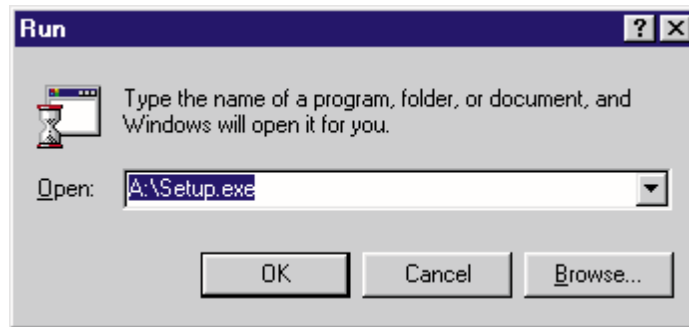 Run
Type the name of a program, folder, or document, and
Windows will open it for you.
Open: A:\Setup.exe
OK Cancel Browse...